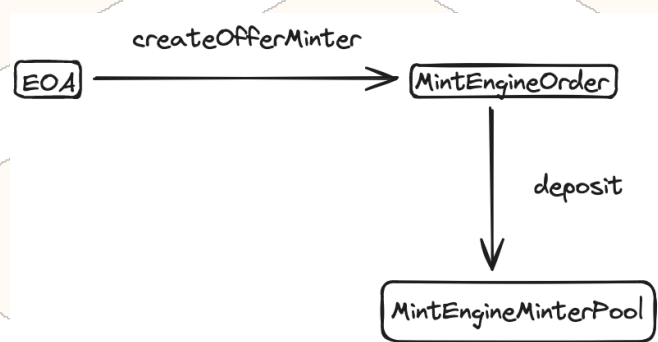 createOfferMinter
EOA
MintEngineOrder
deposit
MintEngineMinterPool